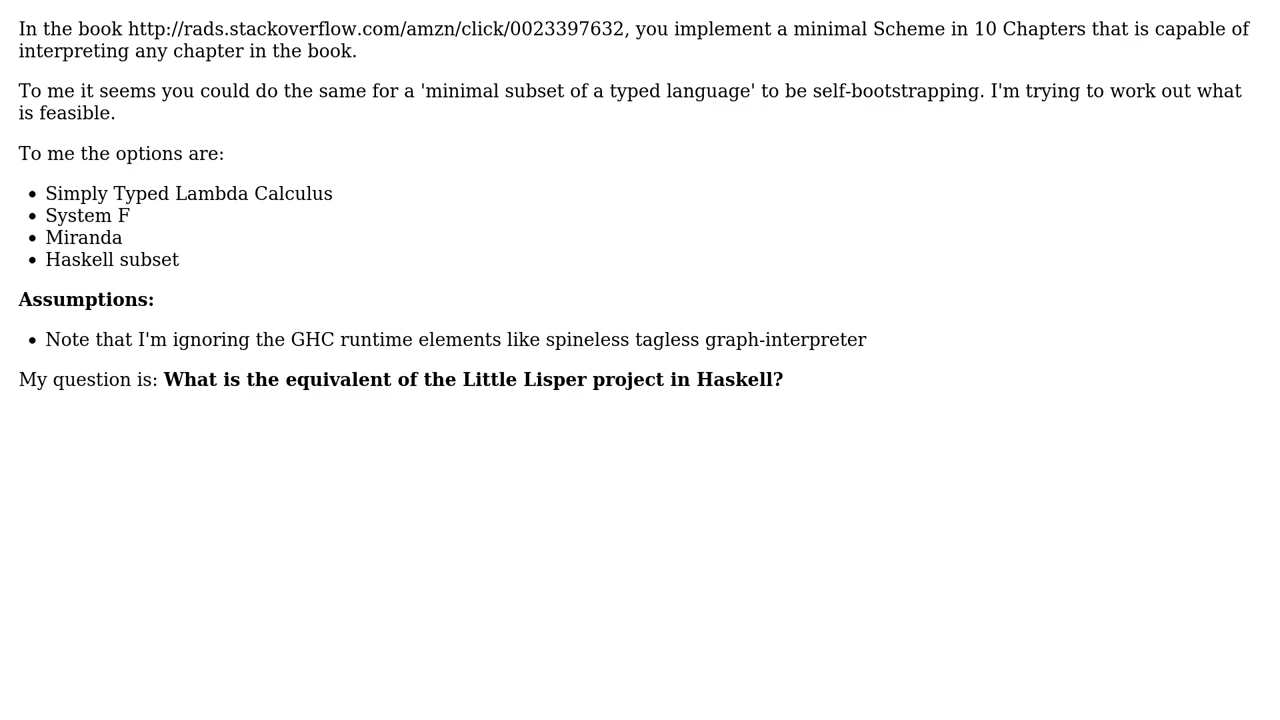 In the book http://rads.stackoverflow.com/amzn/click/0023397632, you implement a minimal Scheme in 10 Chapters that is capable of
interpreting any chapter in the book.
To me it seems you could do the same for a 'minimal subset of a typed language' to be self-bootstrapping. I'm trying to work out what
is feasible.
To me the options are:
• Simply Typed Lambda Calculus
• System F
• Miranda
• Haskell subset
Assumptions:
• Note that I'm ignoring the GHC runtime elements like spineless tagless graph-interpreter
My question is: What is the equivalent of the Little Lisper project in Haskell?